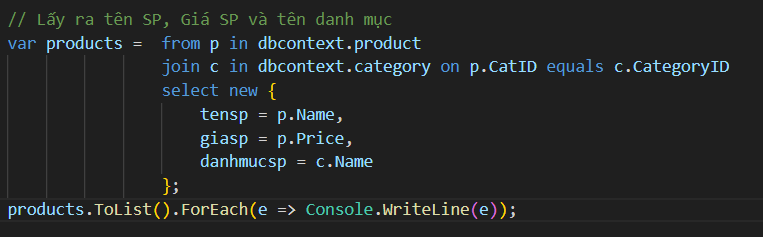 // Lấy ra tên SP, Giá SP và tên danh mục
var products =  from p in dbcontext.product
                join c in dbcontext.category on p.CatID equals c.CategoryID
                select new {
                    tensp = p.Name,
                    giasp = p.Price,
                    danhmucsp = c.Name
                };
products.ToList().ForEach(e => Console.WriteLine(e));